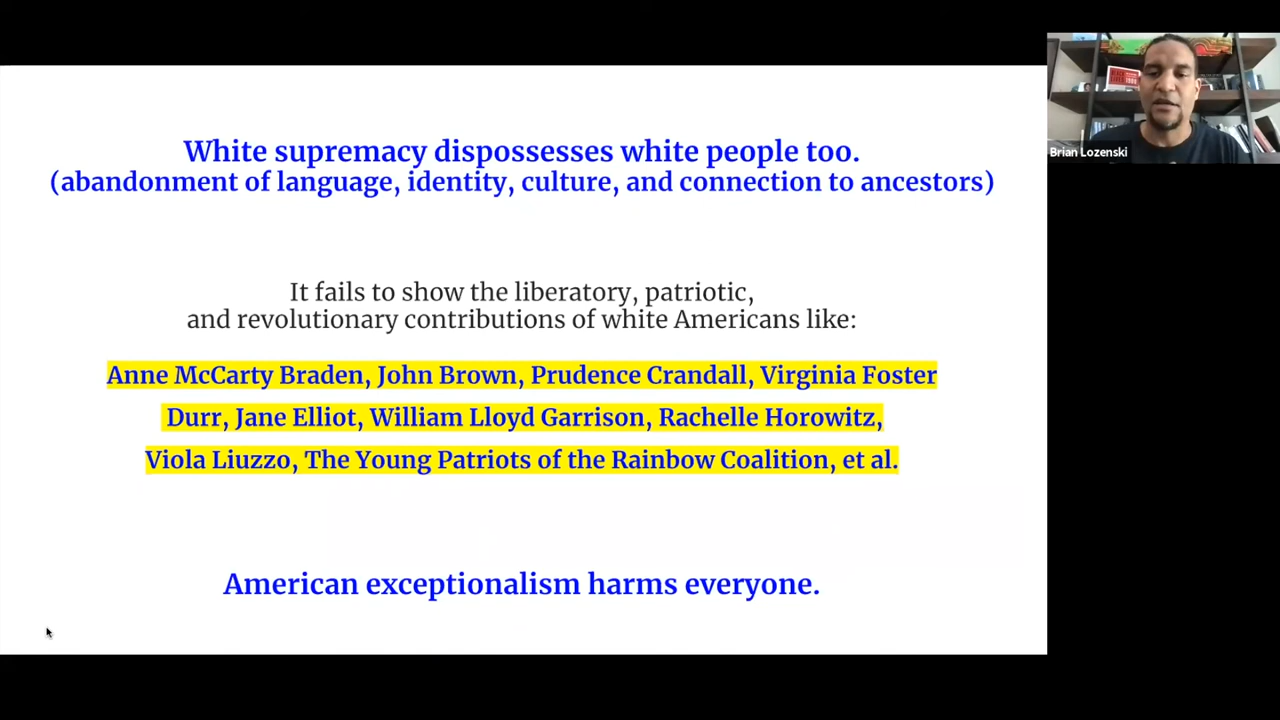 White supremacy dispossesses white people too.
(abandonment of language, identity, culture, and connection to ancestors)
It fails to show the liberatory, patriotic,
and revolutionary contributions of white Americans like:
Anne McCarty Braden, John Brown, Prudence Crandall, Virginia Foster
Durr, Jane Elliot, William Lloyd Garrison, Rachelle Horowitz,
Viola Liuzzo, The Young Patriots of the Rainbow Coalition, et al.
American exceptionalism harms everyone.
Brian Lozenski